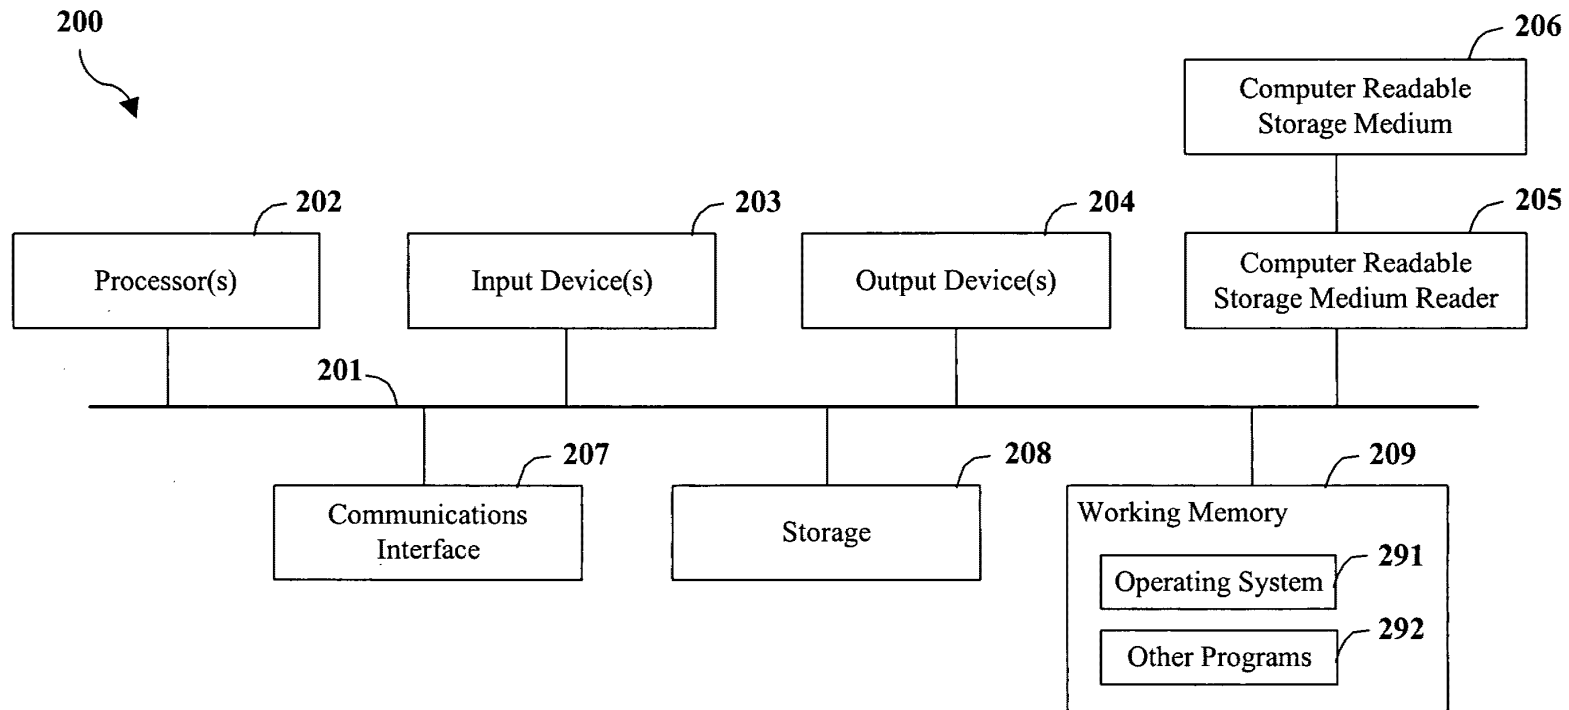 200
206
Computer Readable
Storage Medium
202
203
204
205
Processor(s)
Input Device(s)
Output Device(s)
Computer Readable
Storage Medium Reader
201
207
208
209
Communications
Interface
Storage
Working Memory
291
Operating System
292
Other Programs